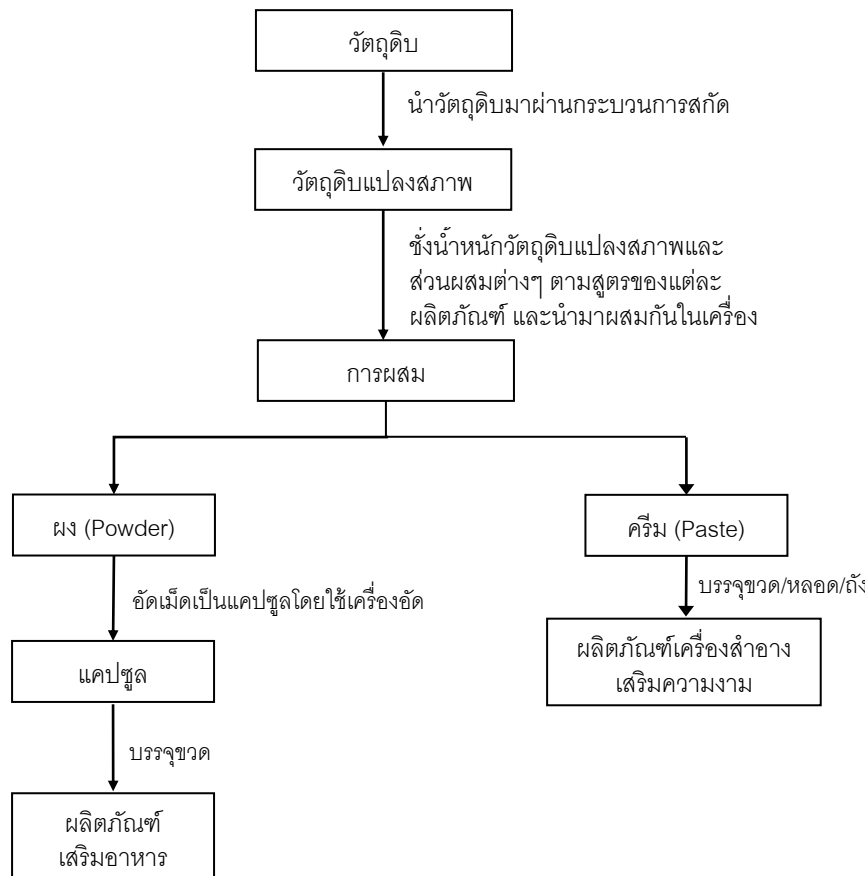 วัตถุดิบ
นำวัตถุดิบมาผ่านกระบวนการสกัด
วัตถุดิบแปลงสภาพ
ชั่งน้ำหนักวัตถุดิบแปลงสภาพและ
ส่วนผสมต่างๆ ตามสูตรของแต่ละ
ผลิตภัณฑ์ และนำมาผสมกันในเครื่อง
การผสม
ผง (Powder)
ครีม (Paste)
อัดเม็ดเป็นแคปซูลโดยใช้เครื่องอัด
บรรจุขวด/หลอด/ถัง
แคปซูล
ผลิตภัณฑ์เครื่องสำอาง
เสริมความงาม
บรรจุขวด
ผลิตภัณฑ์
เสริมอาหาร